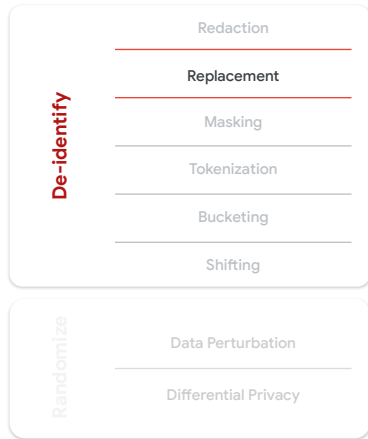 De-identify
Redaction
Replacement
Masking
Tokenization
Bucketing
Shifting
Randomize
Data Perturbation
Differential Privacy